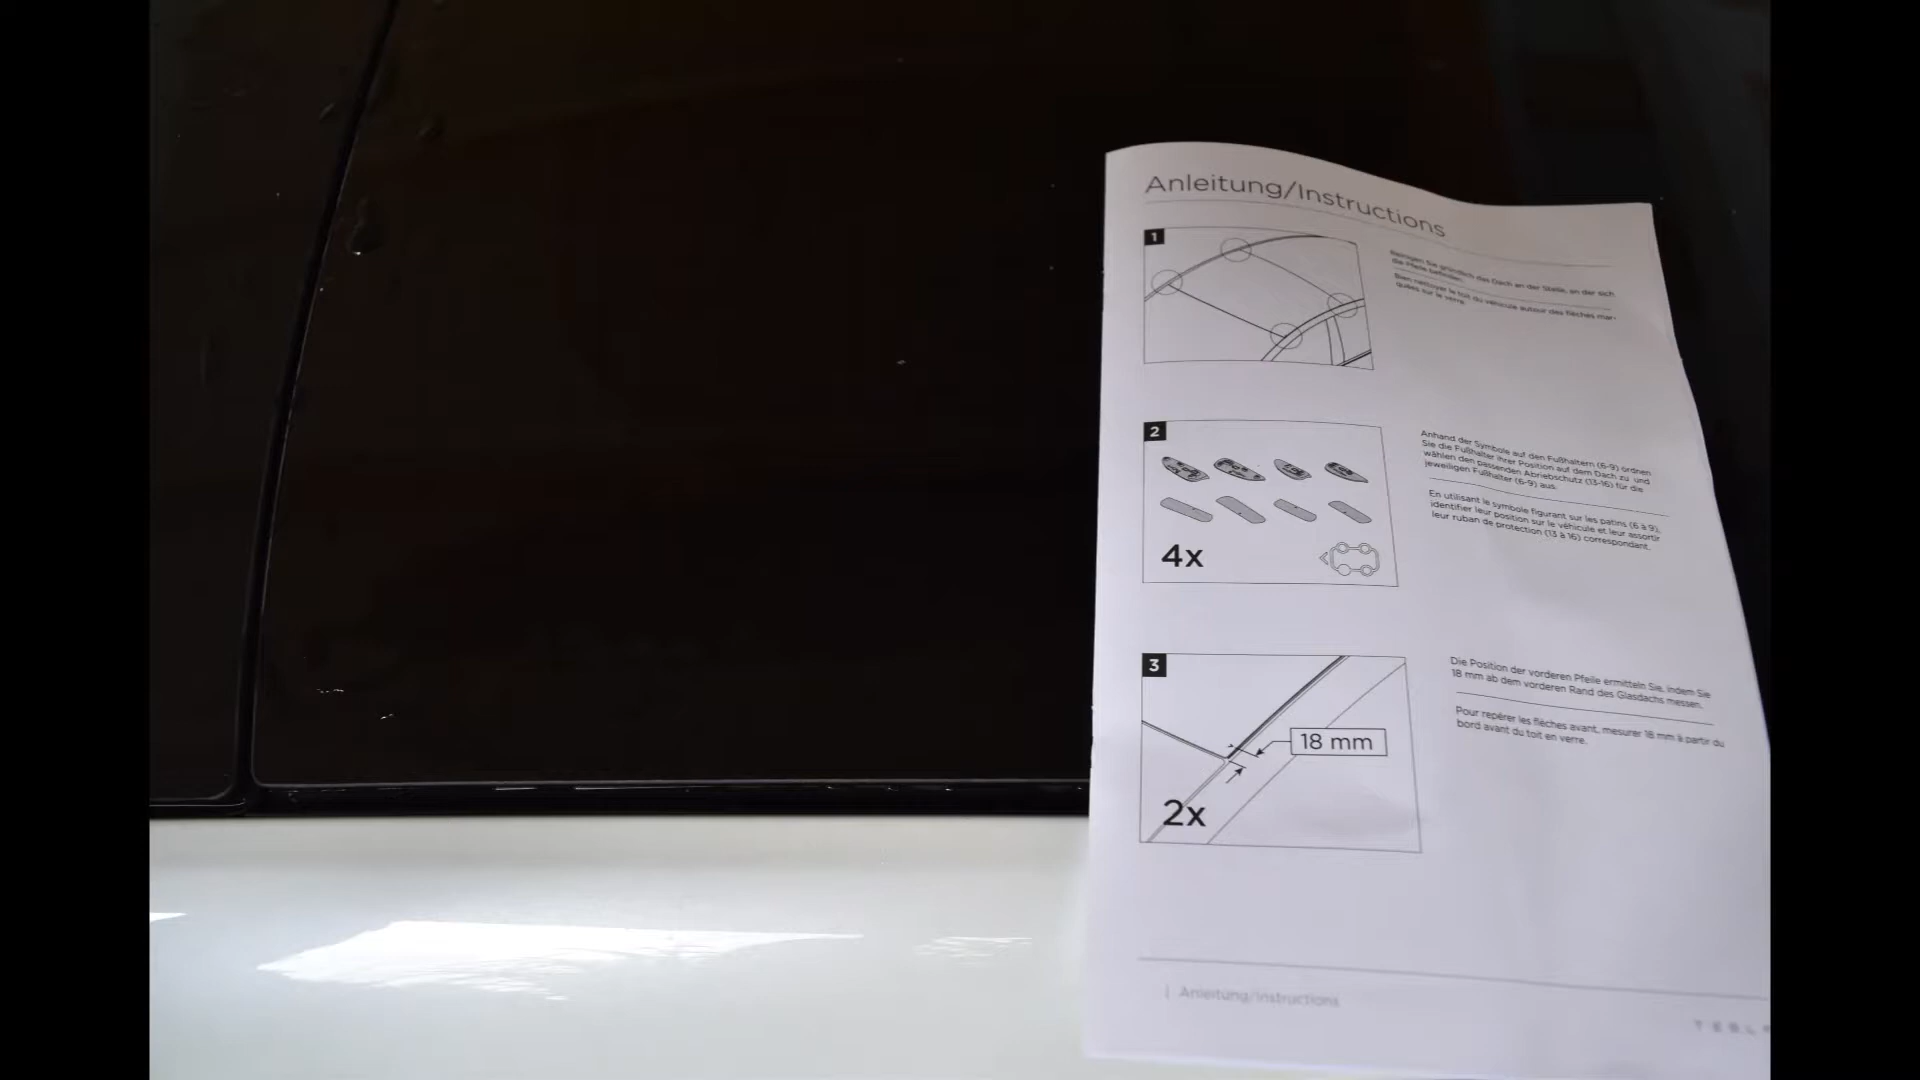 Anleitung/Instructions
1
Reinigen Sie gründlich das Dach an der Stelle, an der sich
die Pfeile befinden.
Bien nettoyer le toit du véhicule autour des flèches mar-
quées sur le verre.
2
4x
Anhand der Symbole auf den Fußhaltern (6-9) ordnen
Sie die Fußhalter ihrer Position auf dem Dach zu und
wählen den passenden Abriebschutz (13-16) für die
jeweiligen Fußhalter (6-9) aus.
En utilisant le symbole figurant sur les patins (6 à 9),
identifier leur position sur le véhicule et leur assortir
leur ruban de protection (13 à 16) correspondant.
3
18 mm
2x
Die Position der vorderen Pfeile ermitteln Sie, indem Sie
18 mm ab dem vorderen Rand des Glasdachs messen.
Pour repérer les flèches avant, mesurer 18 mm à partir du
bord avant du toit en verre.
Anleitung/Instructions
TESL